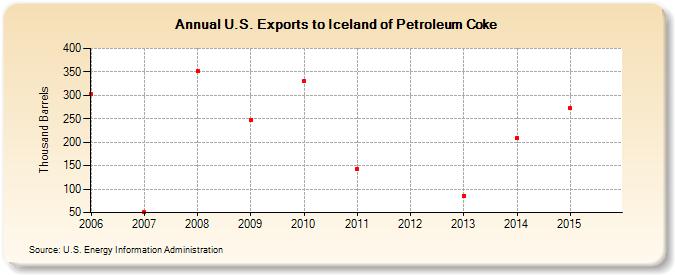 Annual U.S. Exports to Iceland of Petroleum Coke
Thousand Barrels
400
350
300
250
200
150
100
50
2006 2007 2008 2009 2010 2011 2012 2013 2014 2015
Source: U.S. Energy Information Administration